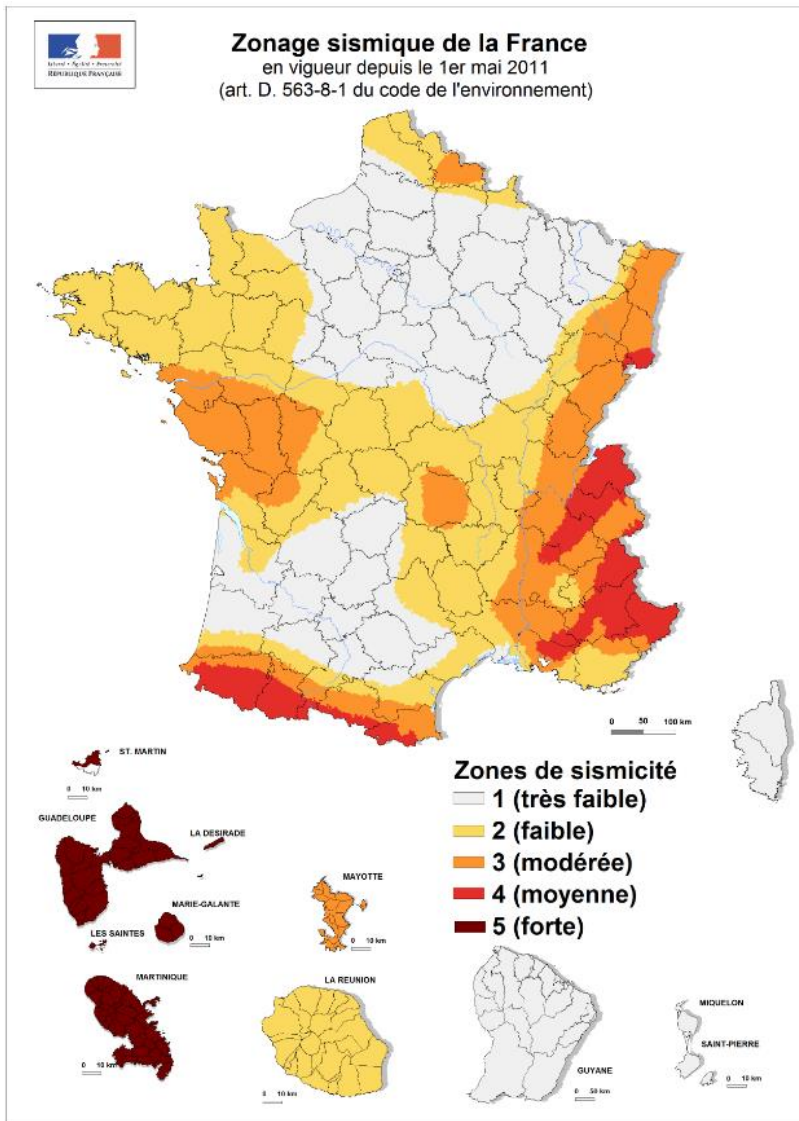 Zonage sismique de la France
en vigueur depuis le 1er mai 2011
(art. D. 563-8-1 du code de l'environnement)
Liberté • Égalité • Fraternité
RÉPUBLIQUE FRANÇAISE
0 50 100 km
ST. MARTIN
0 10 km
GUADELOUPE
LA DESIRADE
MARIE-GALANTE
LES SAINTES
0 10 km
MAYOTTE
0 10 km
Zones de sismicité
1 (très faible)
2 (faible)
3 (modérée)
4 (moyenne)
5 (forte)
MARTINIQUE
0 10 km
LA REUNION
0 10 km
GUYANE
0 50 km
MIQUELON
SAINT-PIERRE
0 10 km